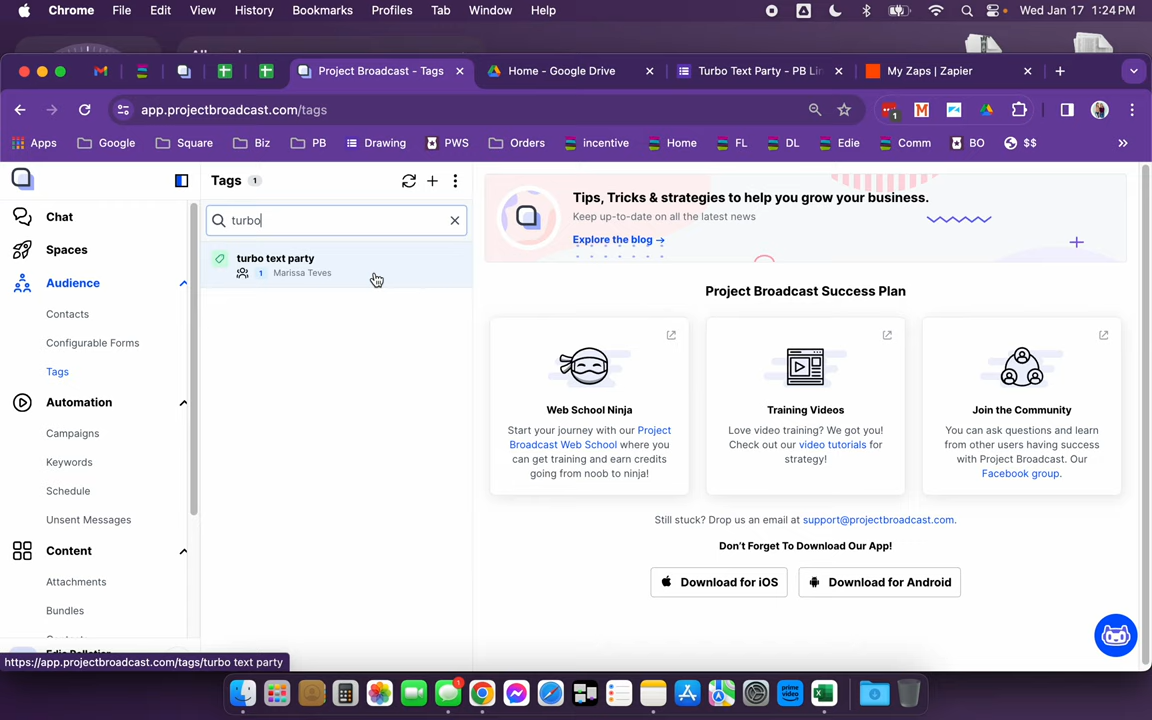 Chrome File Edit View History Bookmarks Profiles Tab Window Help Wed Jan 17 1:24 PM
Project Broadcast - Tags Home - Google Drive Turbo Text Party - PB Lin My Zaps | Zapier
app.projectbroadcast.com/tags 1
Apps Google Square Biz PB Drawing PWS Orders incentive Home FL DL Edie Comm BO $$ »
Tags 1
Chat
Spaces
Audience
Contacts
Configurable Forms
Tags
Automation
Campaigns
Keywords
Schedule
Unsent Messages
Content
Attachments
Bundles
https://app.projectbroadcast.com/tags/turbo text party
turbo
turbo text party
1 Marissa Teves
Tips, Tricks & strategies to help you grow your business.
Keep up-to-date on all the latest news
Explore the blog →
Project Broadcast Success Plan
Web School Ninja
Start your journey with our Project
Broadcast Web School where you
can get training and earn credits
going from noob to ninja!
Training Videos
Love video training? We got you!
Check out our video tutorials for
strategy!
Join the Community
You can ask questions and learn
from other users having success
with Project Broadcast. Our
Facebook group.
Still stuck? Drop us an email at support@projectbroadcast.com.
Don't Forget To Download Our App!
Download for iOS
Download for Android
1
prime video